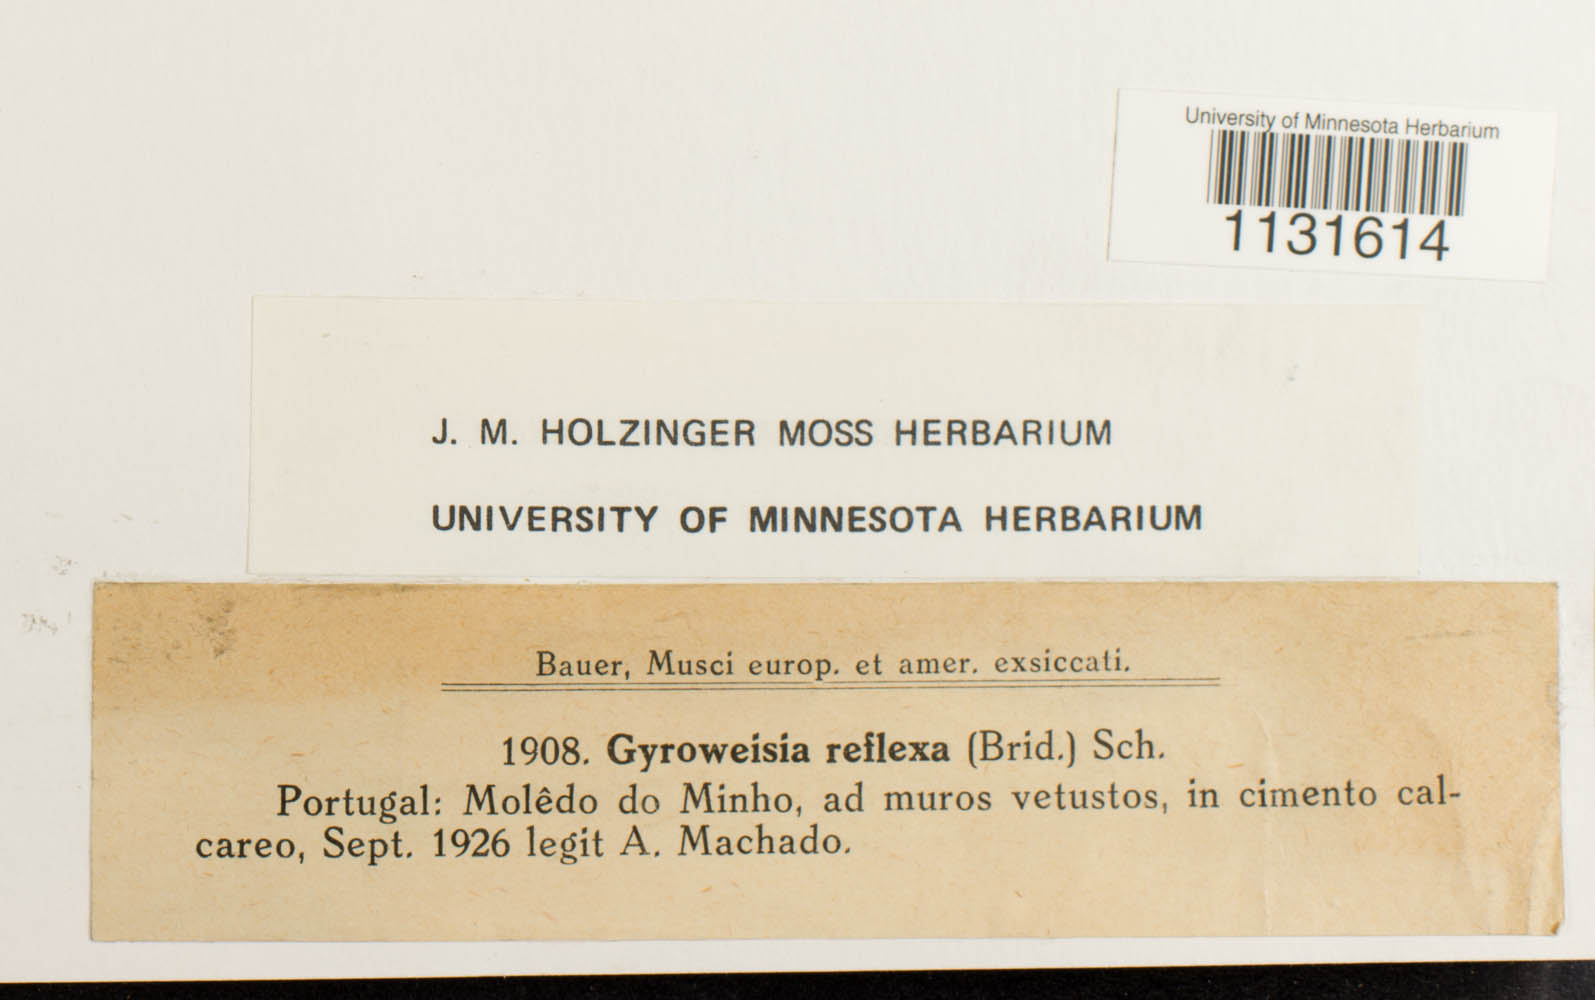 University of Minnesota Herbarium
1131614
J. M. HOLZINGER MOSS HERBARIUM
UNIVERSITY OF MINNESOTA HERBARIUM
Bauer, Musci europ. et amer. exsiccati.
1908. Gyroweisia reflexa (Brid.) Sch.
Portugal: Molêdo do Minho, ad muros vetustos, in cimento cal-
careo, Sept. 1926 legit A. Machado.